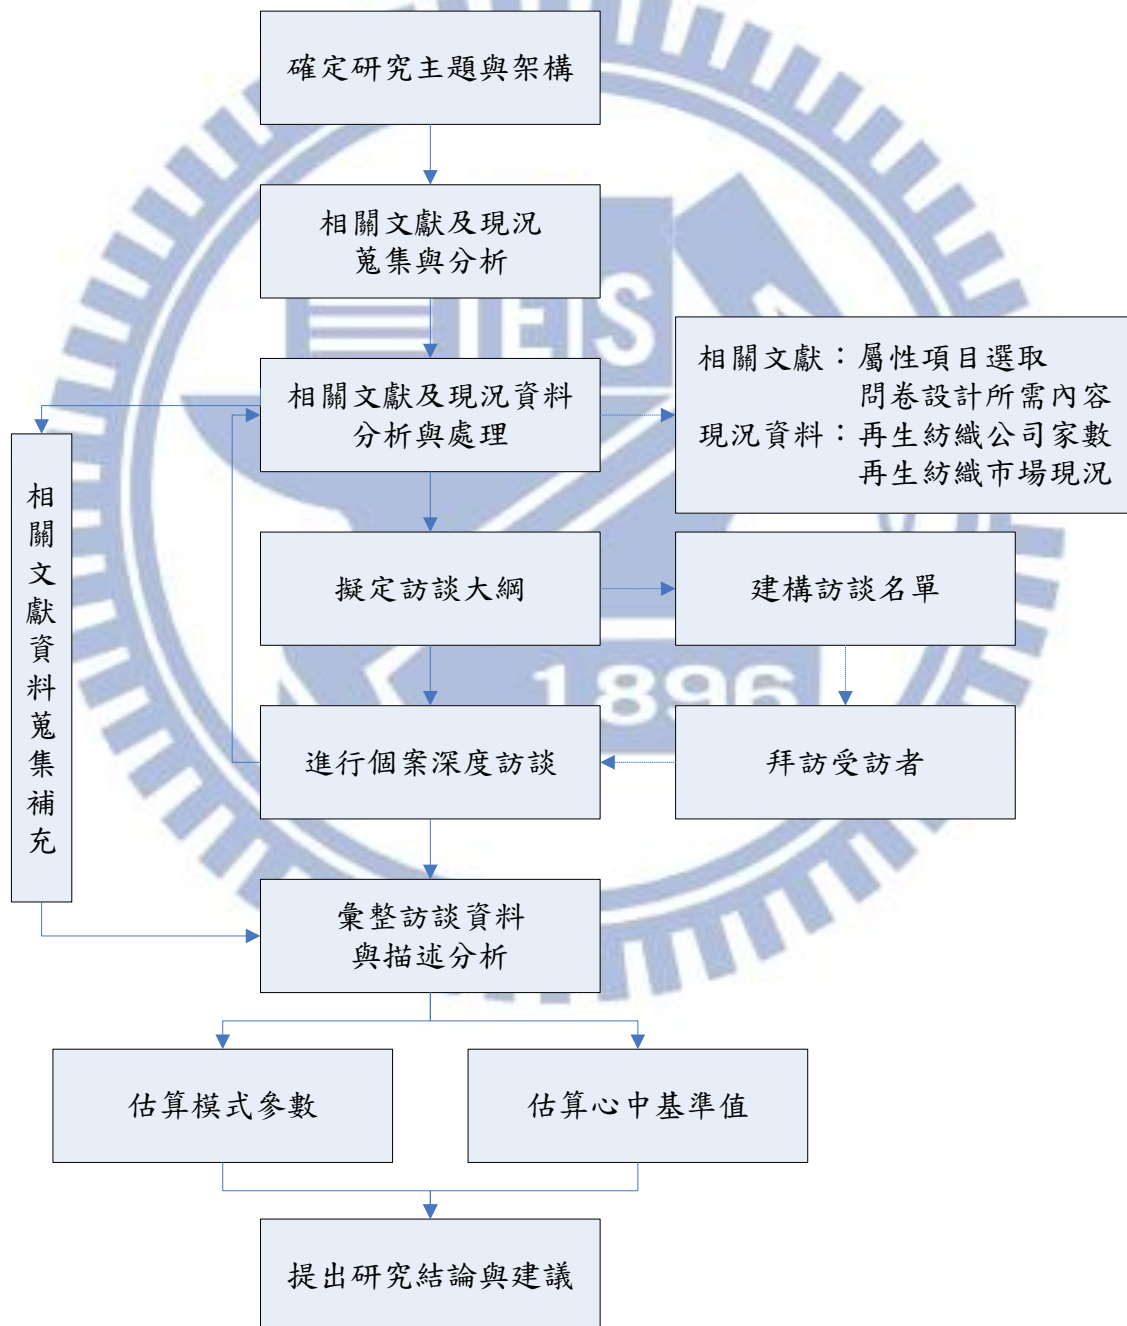 確定研究主題與架構
相關文獻及現況
蒐集與分析
相關文獻及現況資料
分析與處理
相關文獻：屬性項目選取
問卷設計所需內容
現況資料：再生紡織公司家數
再生紡織市場現況
相關文獻資料蒐集補充
擬定訪談大綱
建構訪談名單
進行個案深度訪談
拜訪受訪者
彙整訪談資料
與描述分析
估算模式參數
估算心中基準值
提出研究結論與建議
IEIS
1896